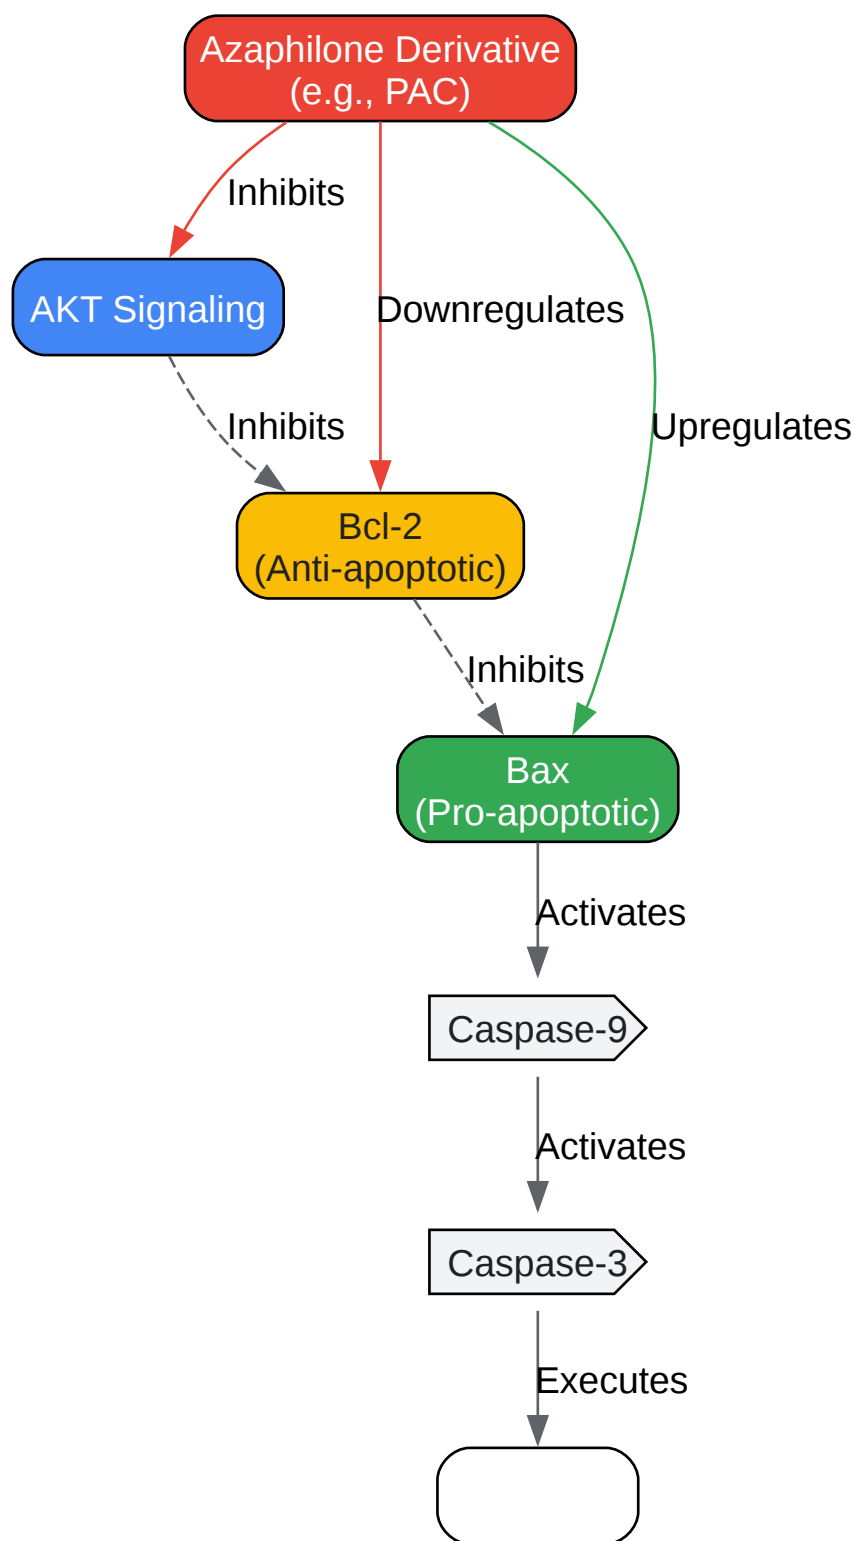 Azaphilone Derivative
(e.g., PAC)
Inhibits
AKT Signaling
Downregulates
Inhibits
Upregulates
Bcl-2
(Anti-apoptotic)
Inhibits
Bax
(Pro-apoptotic)
Activates
Caspase-9
Activates
Caspase-3
Executes